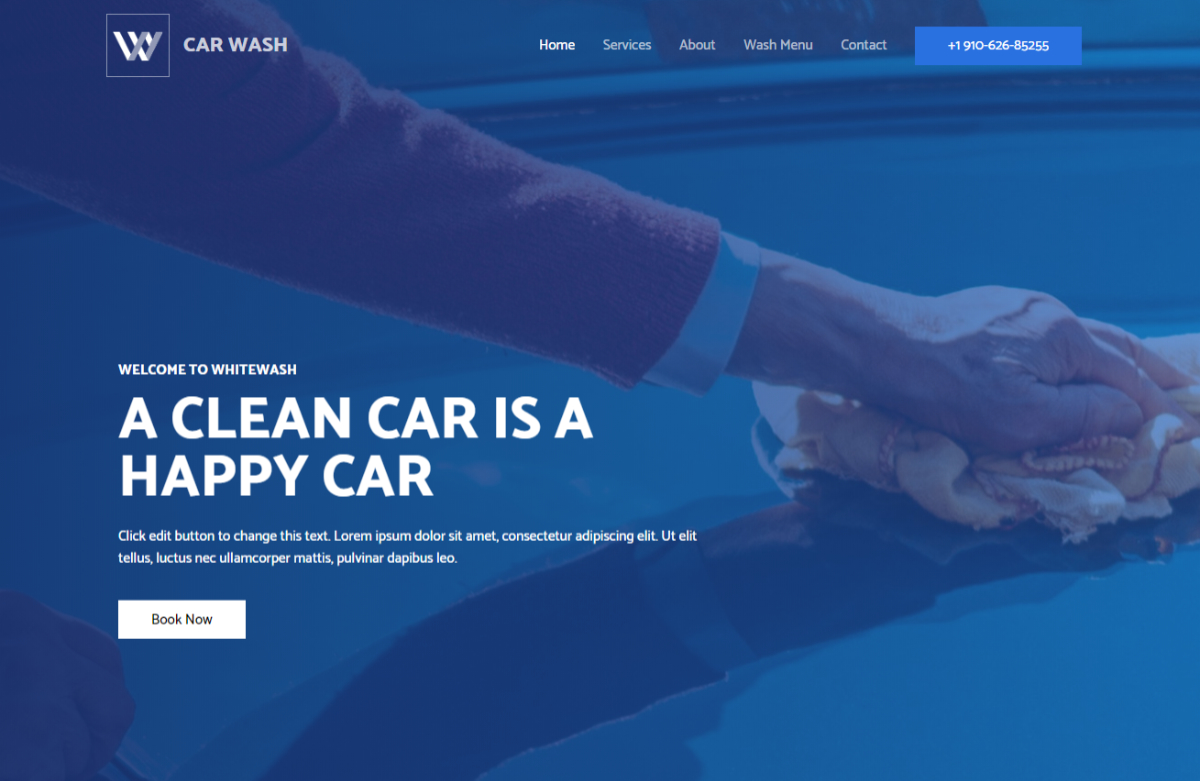 W CAR WASH
Home Services About Wash Menu Contact +1 910-626-85255
WELCOME TO WHITEWASH
A CLEAN CAR IS A
HAPPY CAR
Click edit button to change this text. Lorem ipsum dolor sit amet, consectetur adipiscing elit. Ut elit
tellus, luctus nec ullamcorper mattis, pulvinar dapibus leo.
Book Now